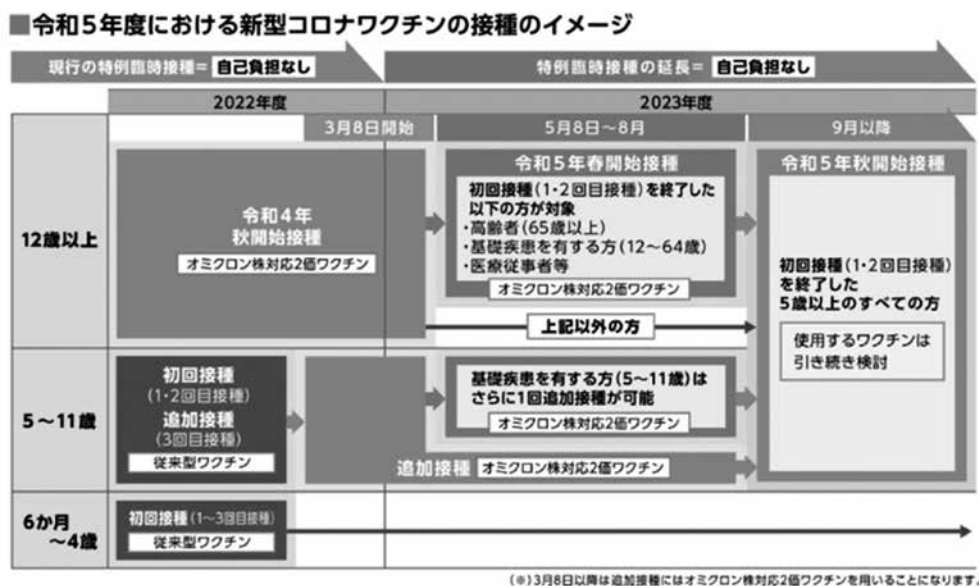 ■令和5年度における新型コロナワクチンの接種のイメージ
現行の特例臨時接種= 自己負担なし
特例臨時接種の延長= 自己負担なし
2022年度
2023年度
3月8日開始
5月8日～8月
9月以降
12歳以上
令和4年
秋開始接種
オミクロン株対応2価ワクチン
令和5年春開始接種
初回接種(1・2回目接種)を終了した
以下の方が対象
・高齢者(65歳以上)
・基礎疾患を有する方(12～64歳)
・医療従事者等
オミクロン株対応2価ワクチン
上記以外の方
令和5年秋開始接種
初回接種(1・2回目接種)
を終了した
5歳以上のすべての方
使用するワクチンは
引き続き検討
5～11歳
初回接種
(1・2回目接種)
追加接種
(3回目接種)
従来型ワクチン
基礎疾患を有する方(5～11歳)は
さらに1回追加接種が可能
オミクロン株対応2価ワクチン
追加接種 オミクロン株対応2価ワクチン
6か月
～4歳
初回接種(1～3回目接種)
従来型ワクチン
(※)3月8日以降は追加接種にはオミクロン株対応2価ワクチンを用いることになります